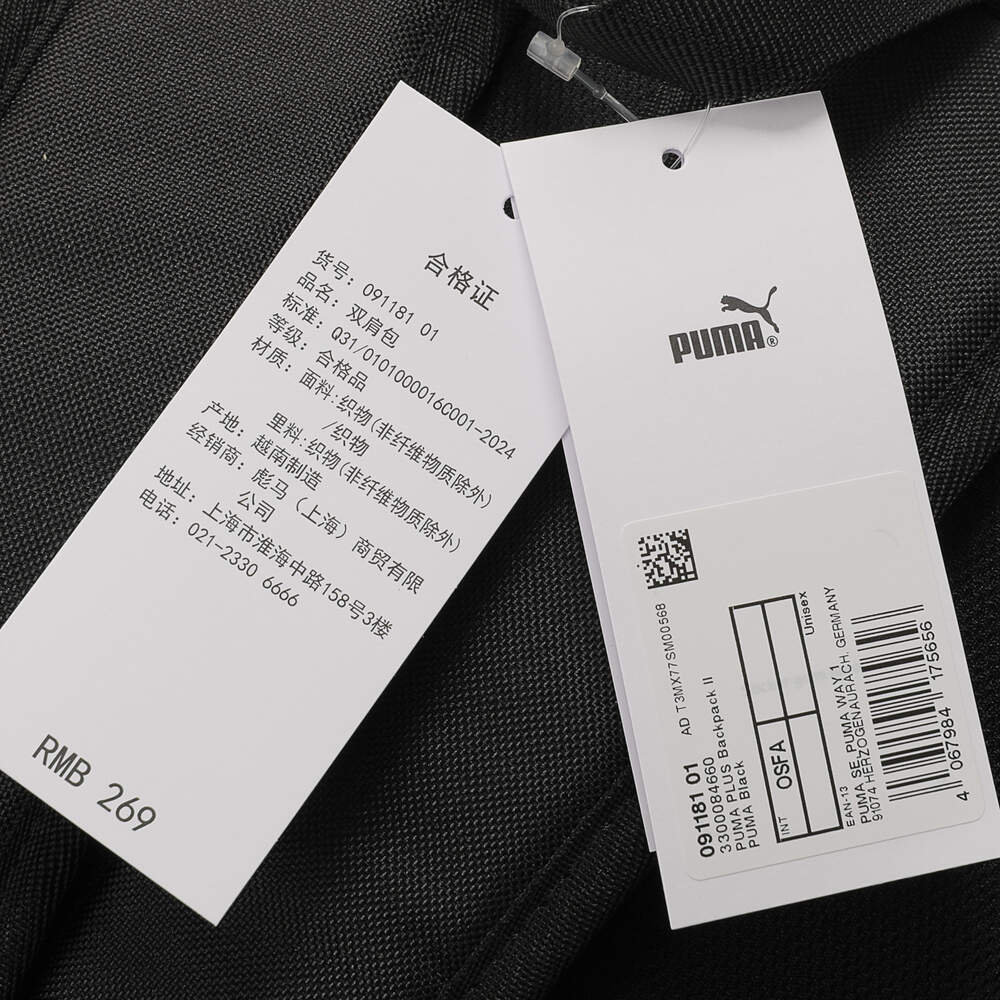 合格证
货号: 091181 01
品名: 双肩包
标准: Q31/0101000016C001-2024
等级: 合格品
材质: 面料:织物(非纤维物质除外)
/织物
里料:织物(非纤维物质除外)
产地: 越南制造
经销商: 彪马（上海）商贸有限
公司
地址: 上海市淮海中路158号3楼
电话: 021-2330 6666
RMB 269
PUMA®
AD T3MX77SM00568
091181 01
3300084660
PUMA PLUS Backpack II
PUMA Black
INT
OSFA
Unisex
EAN-13
PUMA SE, PUMA WAY 1
91074 HERZOGENAURACH, GERMANY
4 067984 175656